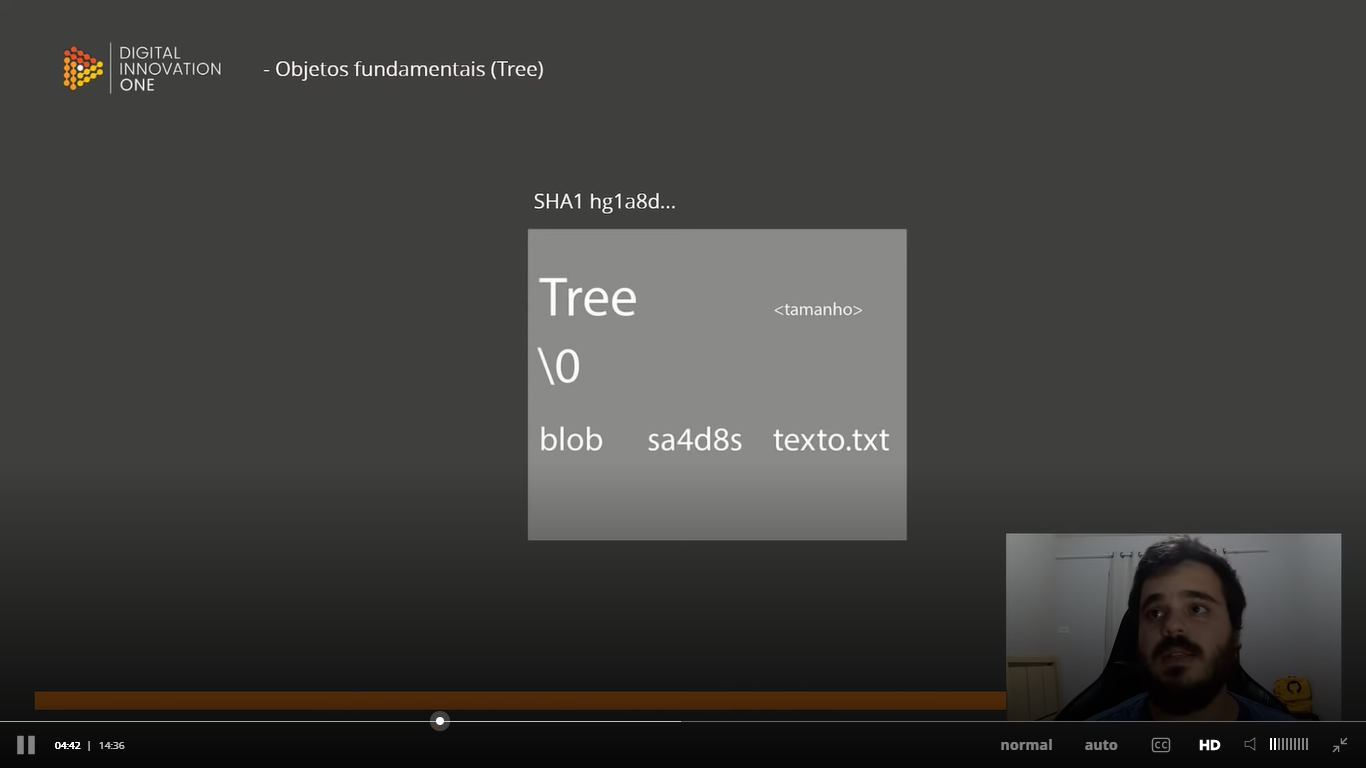 DIGITAL
INNOVATION
ONE
- Objetos fundamentais (Tree)
SHA1 hg1a8d...
Tree <tamanho>
\0
blob sa4d8s texto.txt
04:42 | 14:36 normal auto CC HD